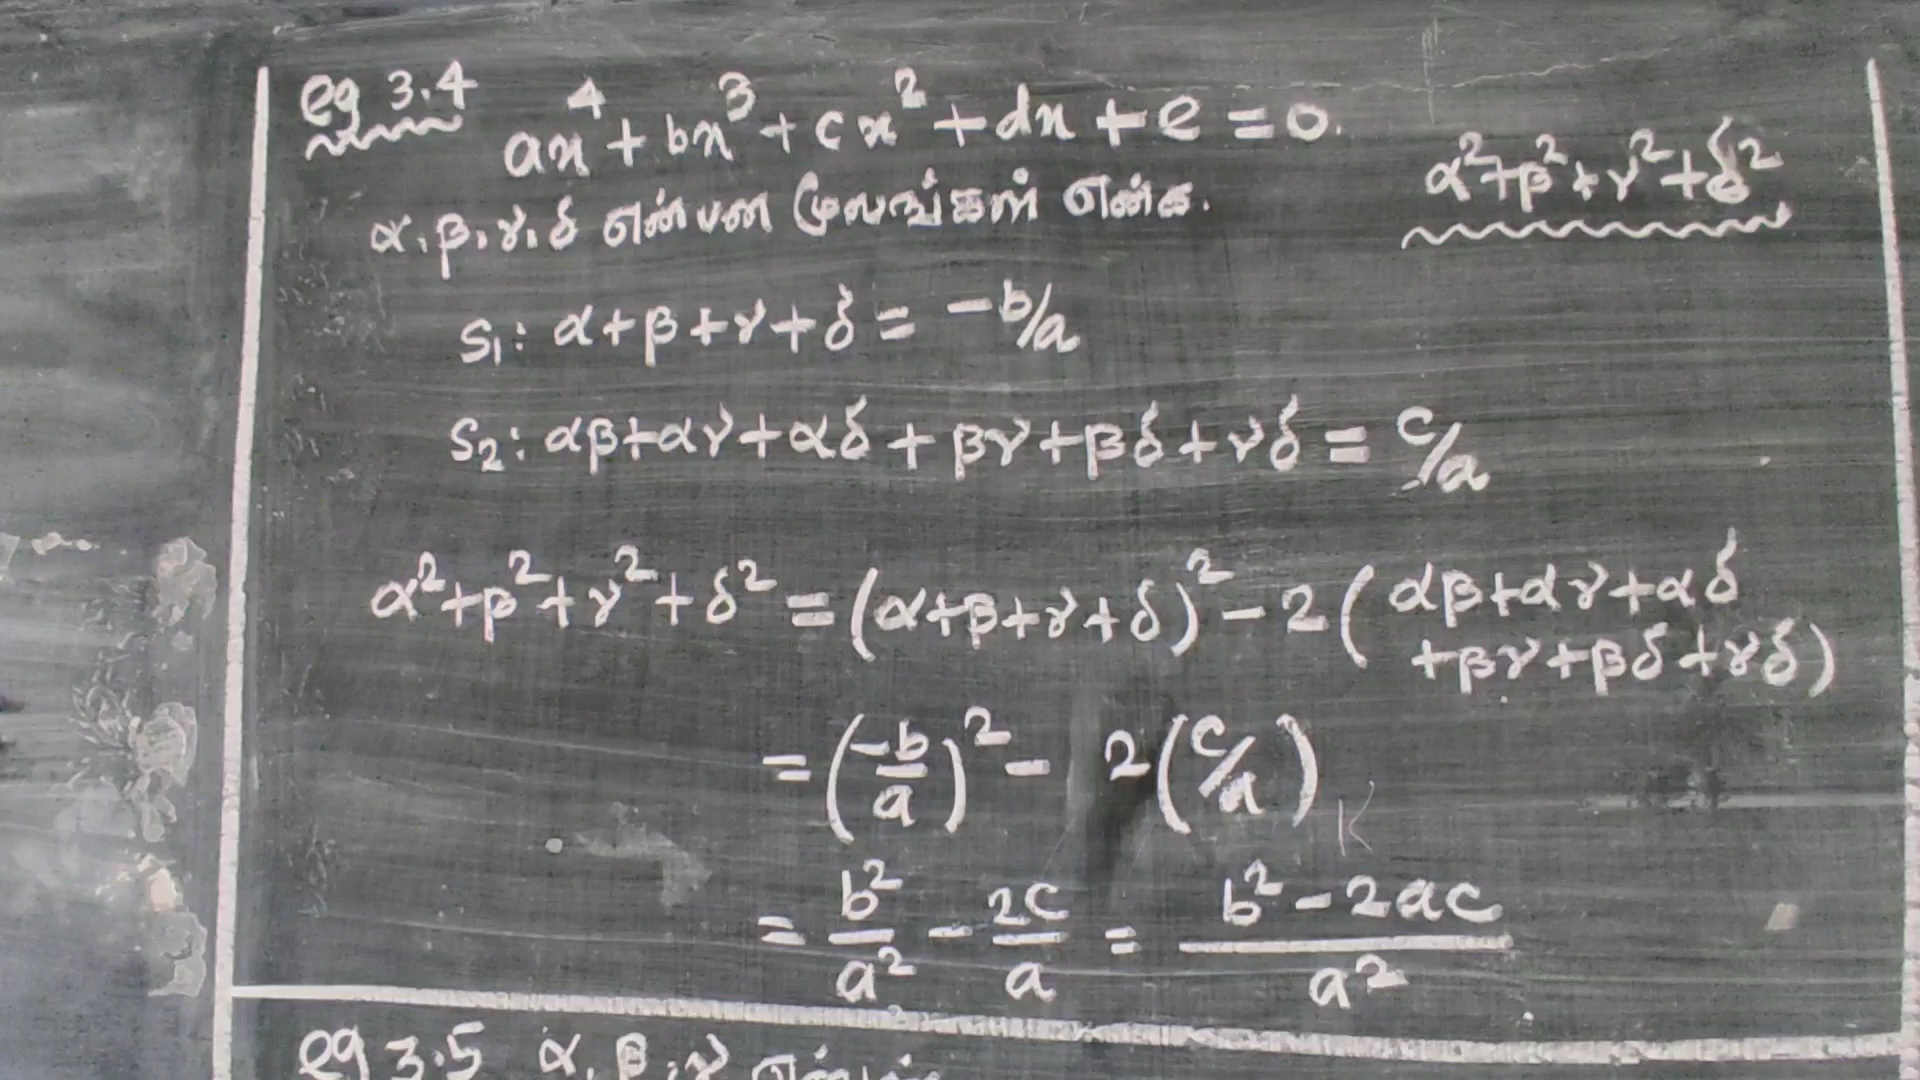 eg 3.4
ax⁴ + bx³ + cx² + dx + e = 0.
α²+β²+γ²+δ²
α, β, γ, δ என்பன மூலங்கள் என்க.
S₁: α+β+γ+δ = -b/a
S₂: αβ+αγ+αδ+βγ+βδ+γδ = c/a
α²+β²+γ²+δ² = (α+β+γ+δ)² - 2(αβ+αγ+αδ
+βγ+βδ+γδ)
= (-b/a)² - 2(c/a)
K
= b²/a² - 2c/a = (b²-2ac)/a²
eg 3.5 α, β, γ